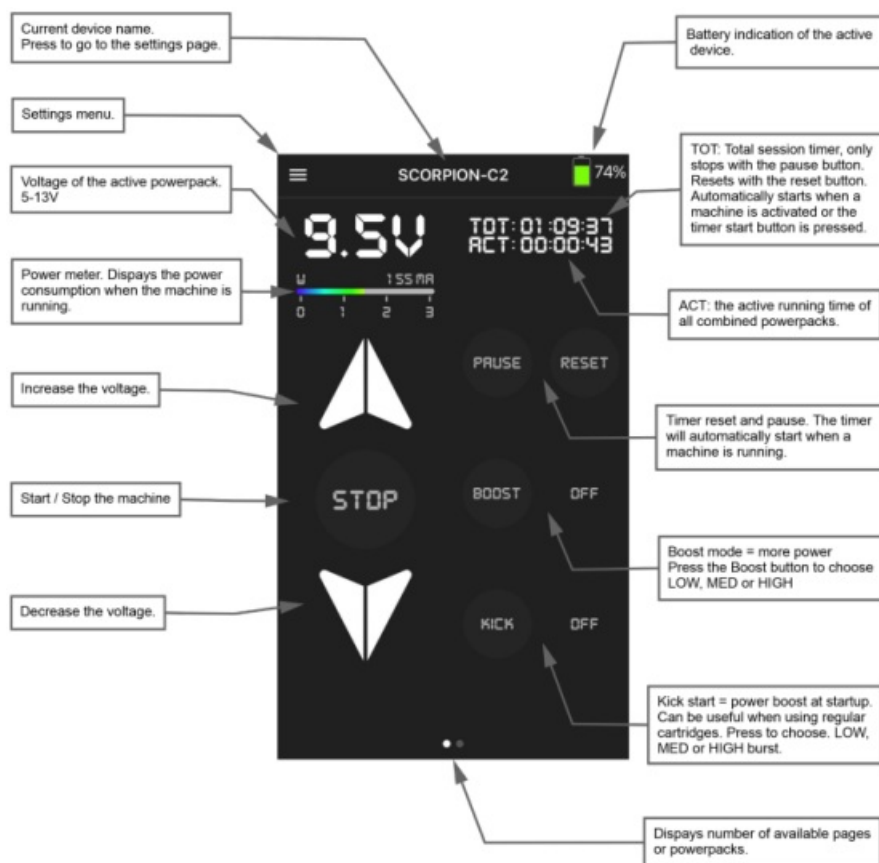 Current device name.
Press to go to the settings page.
Battery indication of the active
device.
Settings menu.
TOT: Total session timer, only
stops with the pause button.
Resets with the reset button.
Automatically starts when a
machine is activated or the
timer start button is pressed.
Voltage of the active powerpack.
5-13V
Power meter. Dispays the power
consumption when the machine is
running.
ACT: the active running time of
all combined powerpacks.
Increase the voltage.
Timer reset and pause. The timer
will automatically start when a
machine is running.
Start / Stop the machine
Boost mode = more power
Press the Boost button to choose
LOW, MED or HIGH
Decrease the voltage.
Kick start = power boost at startup.
Can be useful when using regular
cartridges. Press to choose. LOW,
MED or HIGH burst.
Dispays number of available pages
or powerpacks.
SCORPION-C2
74%
9.5V
TOT:01:09:37
ACT:00:00:43
W 155 MA
0 1 2 3
PAUSE RESET
STOP
BOOST OFF
KICK OFF